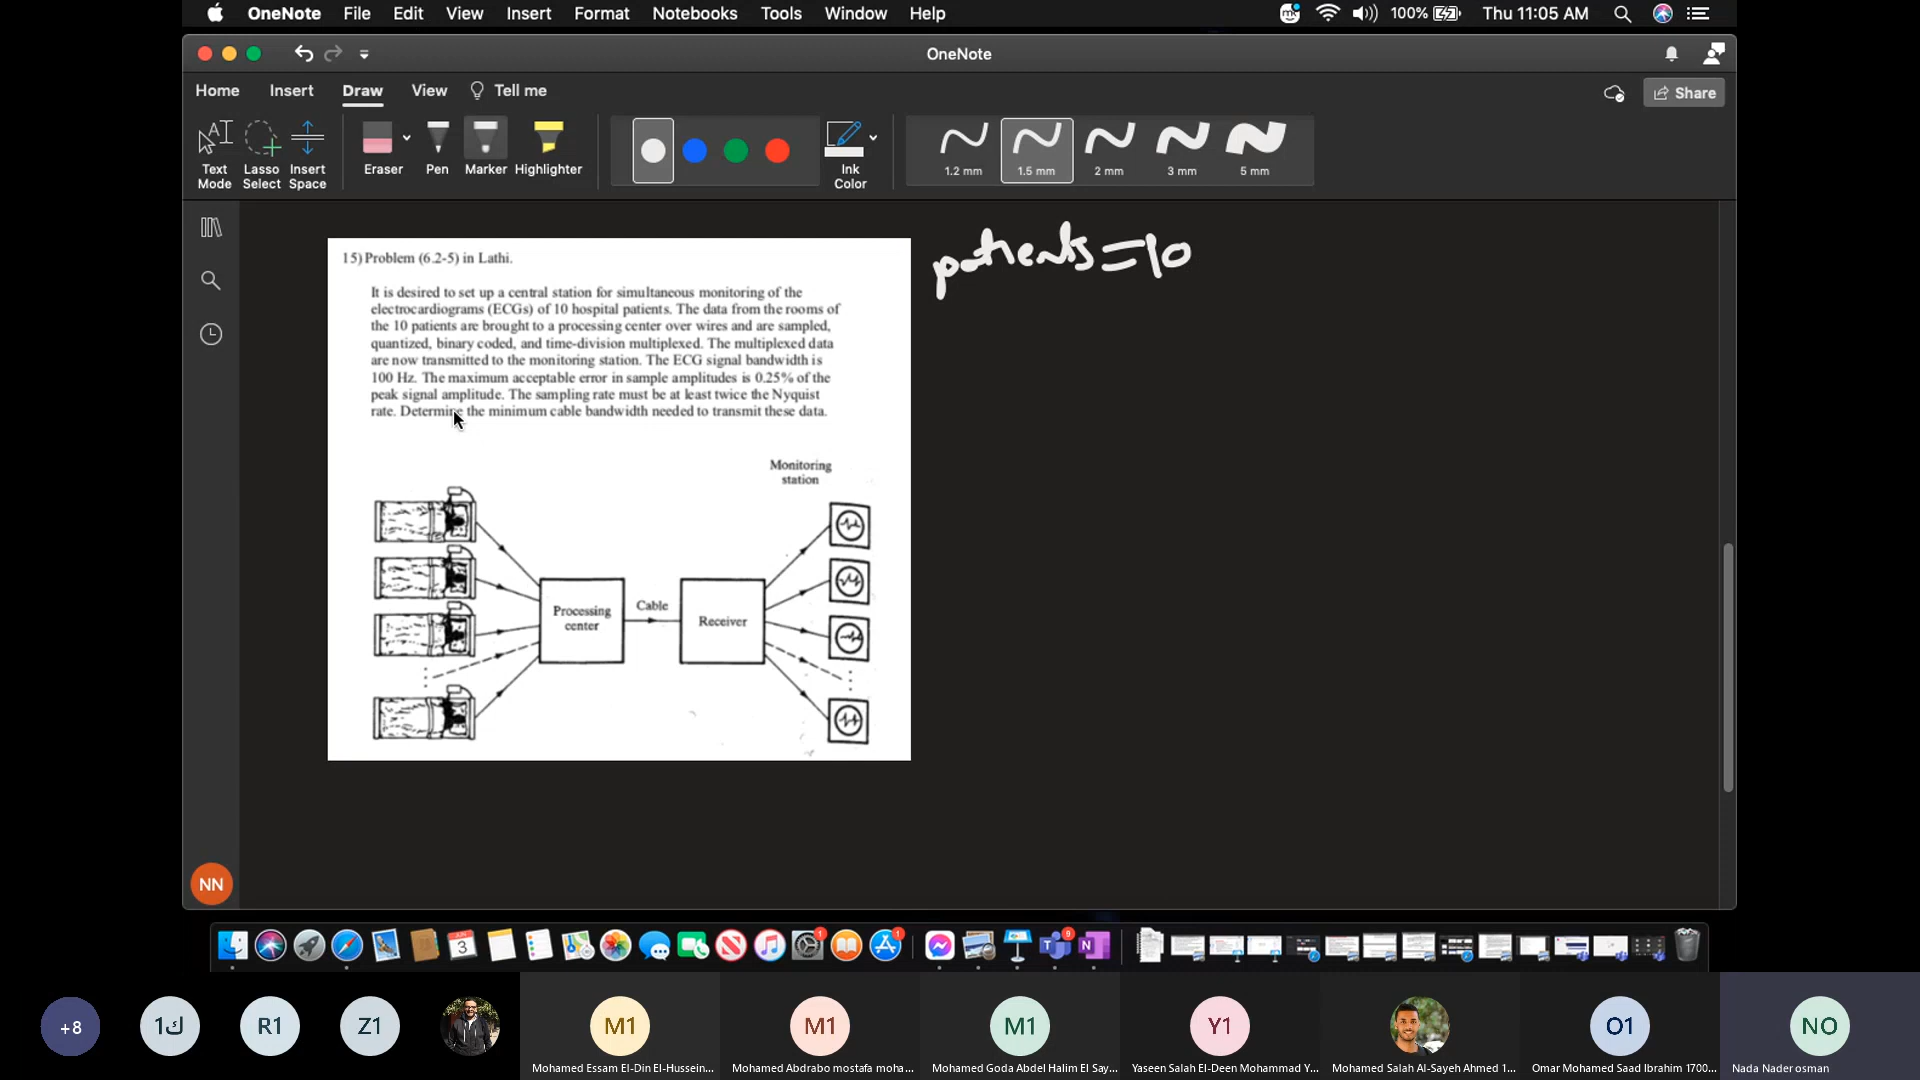 OneNote File Edit View Insert Format Notebooks Tools Window Help
100% Thu 11:05 AM
OneNote
Home Insert Draw View Tell me
Share
Text Mode
Lasso Select
Insert Space
Eraser
Pen
Marker
Highlighter
Ink Color
1.2 mm
1.5 mm
2 mm
3 mm
5 mm
patients = 10
15) Problem (6.2-5) in Lathi.
It is desired to set up a central station for simultaneous monitoring of the
electrocardiograms (ECGs) of 10 hospital patients. The data from the rooms of
the 10 patients are brought to a processing center over wires and are sampled,
quantized, binary coded, and time-division multiplexed. The multiplexed data
are now transmitted to the monitoring station. The ECG signal bandwidth is
100 Hz. The maximum acceptable error in sample amplitudes is 0.25% of the
peak signal amplitude. The sampling rate must be at least twice the Nyquist
rate. Determine the minimum cable bandwidth needed to transmit these data.
Monitoring
station
Processing
center
Cable
Receiver
NN
+8
ك1
R1
Z1
M1
M1
M1
Y1
O1
NO
Mohamed Essam El-Din El-Hussein...
Mohamed Abdrabo mostafa moha...
Mohamed Goda Abdel Halim El Say...
Yaseen Salah El-Deen Mohammad Y...
Mohamed Salah Al-Sayeh Ahmed 1...
Omar Mohamed Saad Ibrahim 1700...
Nada Nader osman